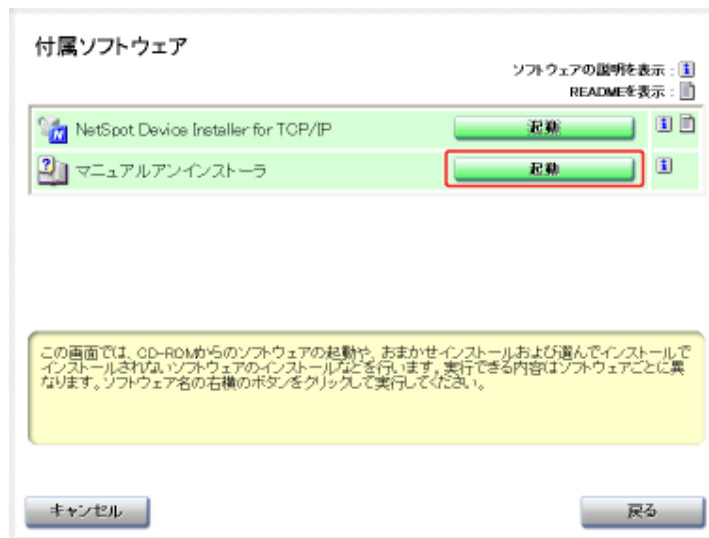 付属ソフトウェア
ソフトウェアの説明を表示 :
READMEを表示 :
NetSpot Device Installer for TCP/IP
起動
マニュアルアンインストーラ
起動
この画面では、CD-ROMからのソフトウェアの起動や、おまかせインストールおよび選んでインストールで
インストールされないソフトウェアのインストールなどを行います。実行できる内容はソフトウェアごとに異
なります。ソフトウェア名の右横のボタンをクリックして実行してください。
キャンセル
戻る